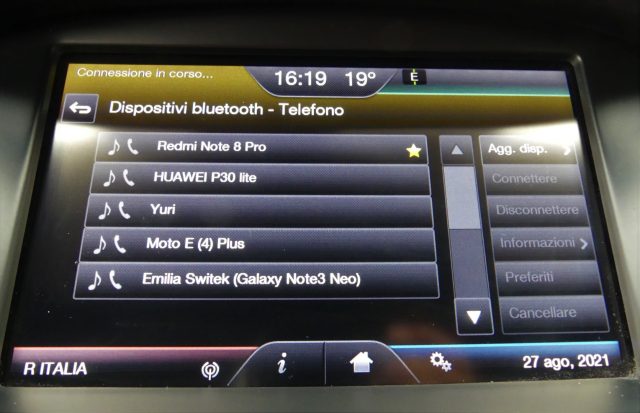 Connessione in corso...
16:19 19° E
Dispositivi bluetooth - Telefono
Redmi Note 8 Pro
Agg. disp.
HUAWEI P30 lite
Connettere
Yuri
Disconnettere
Moto E (4) Plus
Informazioni
Emilia Switek (Galaxy Note3 Neo)
Preferiti
Cancellare
R ITALIA
i
27 ago, 2021